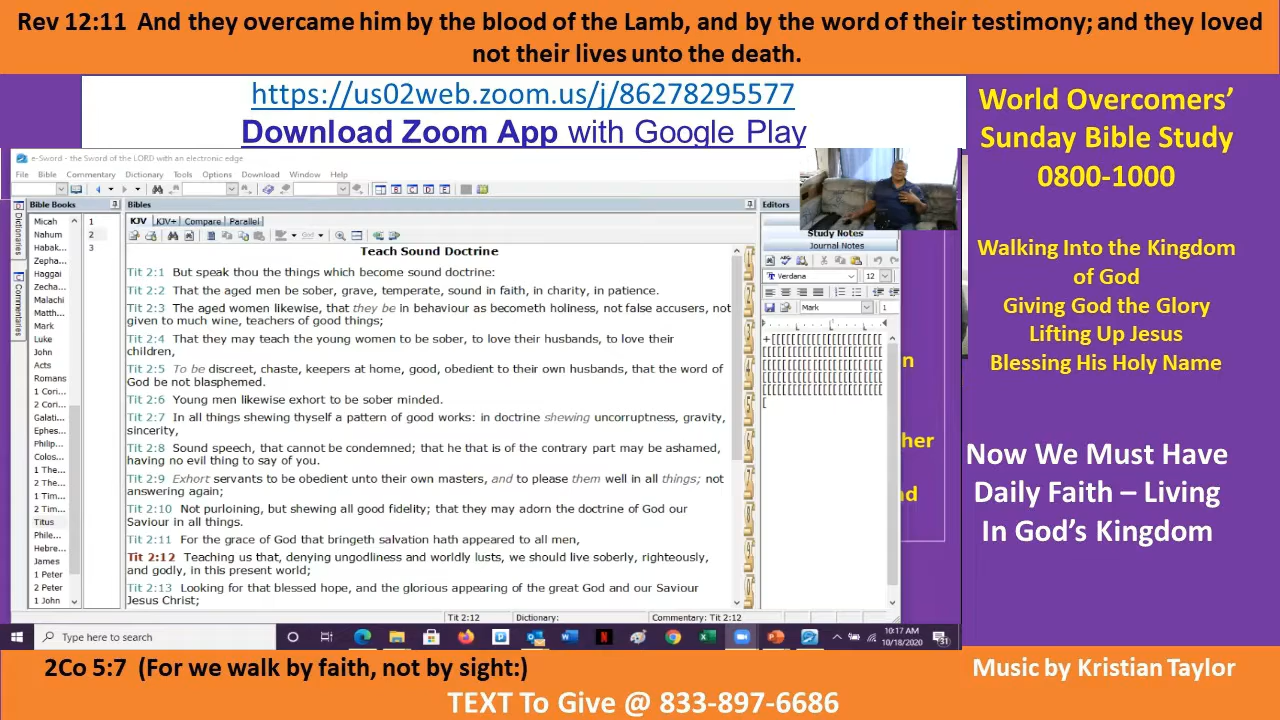 Rev 12:11 And they overcame him by the blood of the Lamb, and by the word of their testimony; and they loved
not their lives unto the death.
https://us02web.zoom.us/j/86278295577
Download Zoom App with Google Play
World Overcomers’
Sunday Bible Study
0800-1000
Walking Into the Kingdom
of God
Giving God the Glory
Lifting Up Jesus
Blessing His Holy Name
Now We Must Have
Daily Faith – Living
In God’s Kingdom
e-Sword - the Sword of the LORD with an electronic edge
File Bible Commentary Dictionary Tools Options Download Window Help
Dictionaries
Commentaries
Bible Books
Micah
Nahum
Habak...
Zepha...
Haggai
Zecha...
Malachi
Matth...
Mark
Luke
John
Acts
Romans
1 Cori...
2 Cori...
Galati...
Ephes...
Philip...
Colos...
1 The...
2 The...
1 Tim...
2 Tim...
Titus
Phile...
Hebre...
James
1 Peter
2 Peter
1 John
1
2
3
Bibles
KJV KJV+ Compare Parallel
Teach Sound Doctrine
Tit 2:1 But speak thou the things which become sound doctrine:
Tit 2:2 That the aged men be sober, grave, temperate, sound in faith, in charity, in patience.
Tit 2:3 The aged women likewise, that they be in behaviour as becometh holiness, not false accusers, not
given to much wine, teachers of good things;
Tit 2:4 That they may teach the young women to be sober, to love their husbands, to love their
children,
Tit 2:5 To be discreet, chaste, keepers at home, good, obedient to their own husbands, that the word of
God be not blasphemed.
Tit 2:6 Young men likewise exhort to be sober minded.
Tit 2:7 In all things shewing thyself a pattern of good works: in doctrine shewing uncorruptness, gravity,
sincerity,
Tit 2:8 Sound speech, that cannot be condemned; that he that is of the contrary part may be ashamed,
having no evil thing to say of you.
Tit 2:9 Exhort servants to be obedient unto their own masters, and to please them well in all things; not
answering again;
Tit 2:10 Not purloining, but shewing all good fidelity; that they may adorn the doctrine of God our
Saviour in all things.
Tit 2:11 For the grace of God that bringeth salvation hath appeared to all men,
Tit 2:12 Teaching us that, denying ungodliness and worldly lusts, we should live soberly, righteously,
and godly, in this present world;
Tit 2:13 Looking for that blessed hope, and the glorious appearing of the great God and our Saviour
Jesus Christ;
Editors
Study Notes
Journal Notes
Verdana 12
Mark 1
her
Tit 2:12 Dictionary: Commentary: Tit 2:12
Type here to search
10:17 AM
10/18/2020
31
2Co 5:7 (For we walk by faith, not by sight:)
Music by Kristian Taylor
TEXT To Give @ 833-897-6686